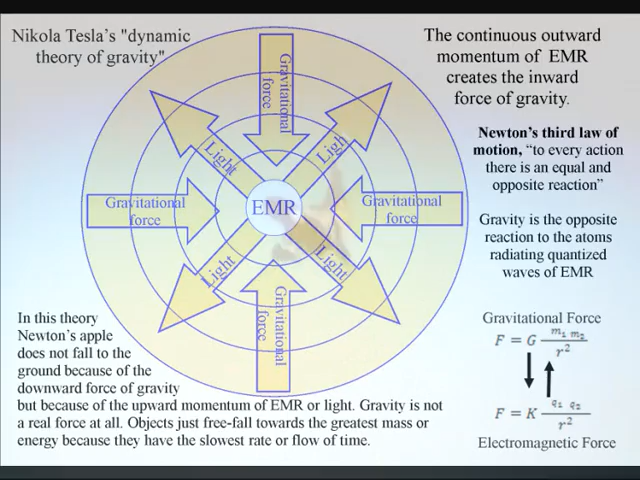 Nikola Tesla's "dynamic
theory of gravity"
The continuous outward
momentum of EMR
creates the inward
force of gravity.
Newton's third law of
motion, "to every action
there is an equal and
opposite reaction"
Gravity is the opposite
reaction to the atoms
radiating quantized
waves of EMR
Gravitational
force
Light
Ligh
Gravitational
force
EMR
Gravitational
force
Light
Light
Gravitational
force
In this theory
Newton's apple
does not fall to the
ground because of the
downward force of gravity
but because of the upward momentum of EMR or light. Gravity is not
a real force at all. Objects just free-fall towards the greatest mass or
energy because they have the slowest rate or flow of time.
Gravitational Force
F = G m₁ m₂ / r²
F = K q₁ q₂ / r²
Electromagnetic Force